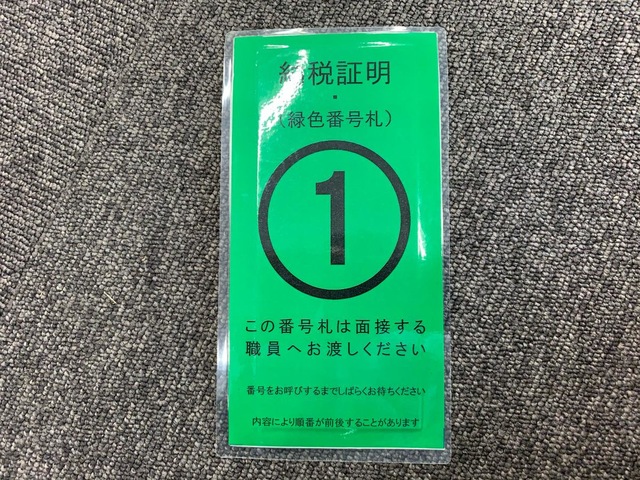 納税証明
・
（緑色番号札）
1
この番号札は面接する
職員へお渡しください
番号をお呼びするまでしばらくお待ちください
内容により順番が前後することがあります